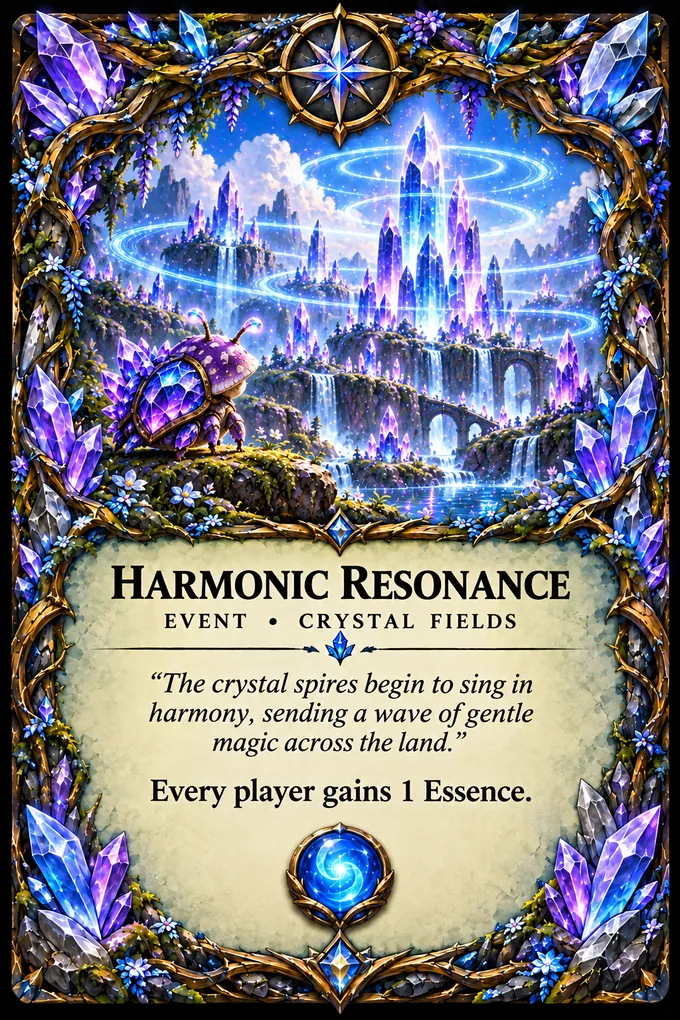 HARMONIC RESONANCE
EVENT • CRYSTAL FIELDS
“The crystal spires begin to sing in
harmony, sending a wave of gentle
magic across the land.”
Every player gains 1 Essence.